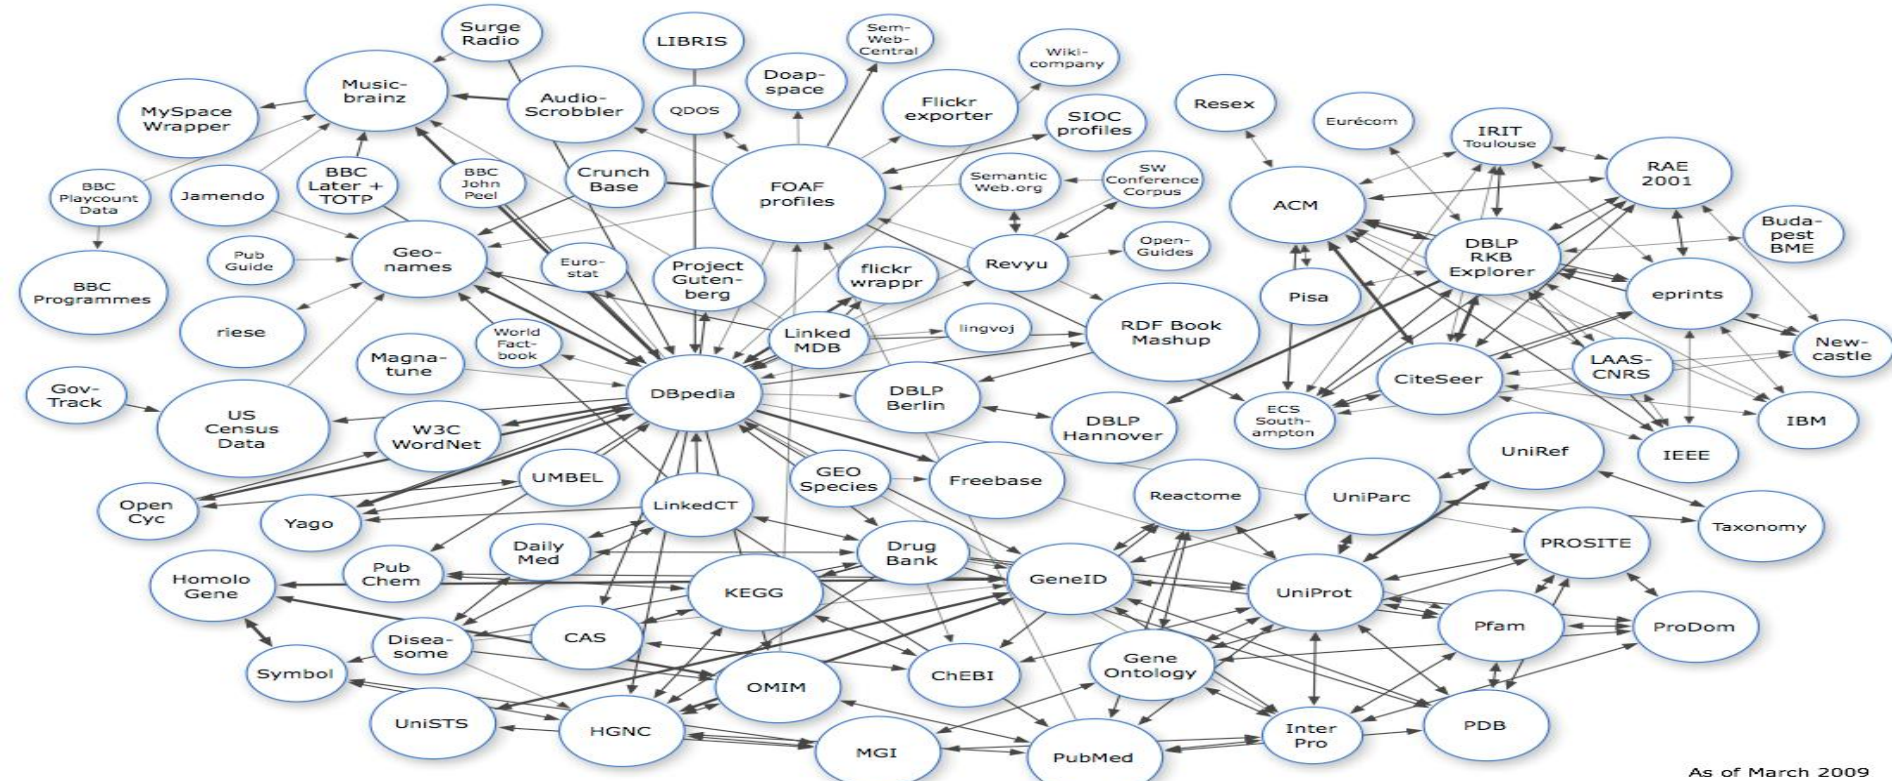 Surge
Radio
LIBRIS
Sem-
Web-
Central
Wiki-
company
Music-
brainz
Doap-
space
MySpace
Wrapper
Audio-
Scrobbler
QDOS
Flickr
exporter
SIOC
profiles
Resex
Eurécom
IRIT
Toulouse
RAE
2001
BBC
Playcount
Data
Jamendo
BBC
Later +
TOTP
BBC
John
Peel
Crunch
Base
FOAF
profiles
Semantic
Web.org
SW
Conference
Corpus
ACM
Pub
Guide
Geo-
names
Euro-
stat
Project
Guten-
berg
flickr
wrappr
Revyu
Open-
Guides
DBLP
RKB
Explorer
Buda-
pest
BME
BBC
Programmes
riese
World
Fact-
book
Linked
MDB
lingvoj
RDF Book
Mashup
Pisa
eprints
Magna-
tune
DBpedia
DBLP
Berlin
CiteSeer
LAAS-
CNRS
New-
castle
Gov-
Track
US
Census
Data
W3C
WordNet
DBLP
Hannover
ECS
South-
ampton
IBM
UMBEL
GEO
Species
Freebase
UniRef
IEEE
Open
Cyc
Yago
LinkedCT
Reactome
UniParc
Taxonomy
Homolo
Gene
Pub
Chem
Daily
Med
Drug
Bank
GeneID
PROSITE
KEGG
UniProt
Symbol
Disea-
some
CAS
ChEBI
Gene
Ontology
Pfam
ProDom
UniSTS
HGNC
OMIM
MGI
PubMed
Inter
Pro
PDB
As of March 2009